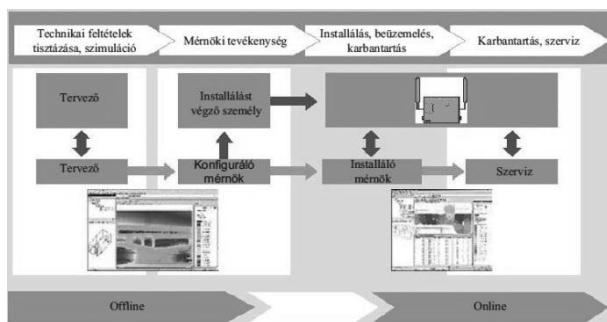 Technikai feltételek
tisztázása, szimuláció
Mérnöki tevékenység
Installálás, beüzemelés,
karbantartás
Karbantartás, szerviz
Tervező
Installálást
végző személy
Tervező
Konfiguráló
mérnök
Installáló
mérnök
Szerviz
Offline
Online